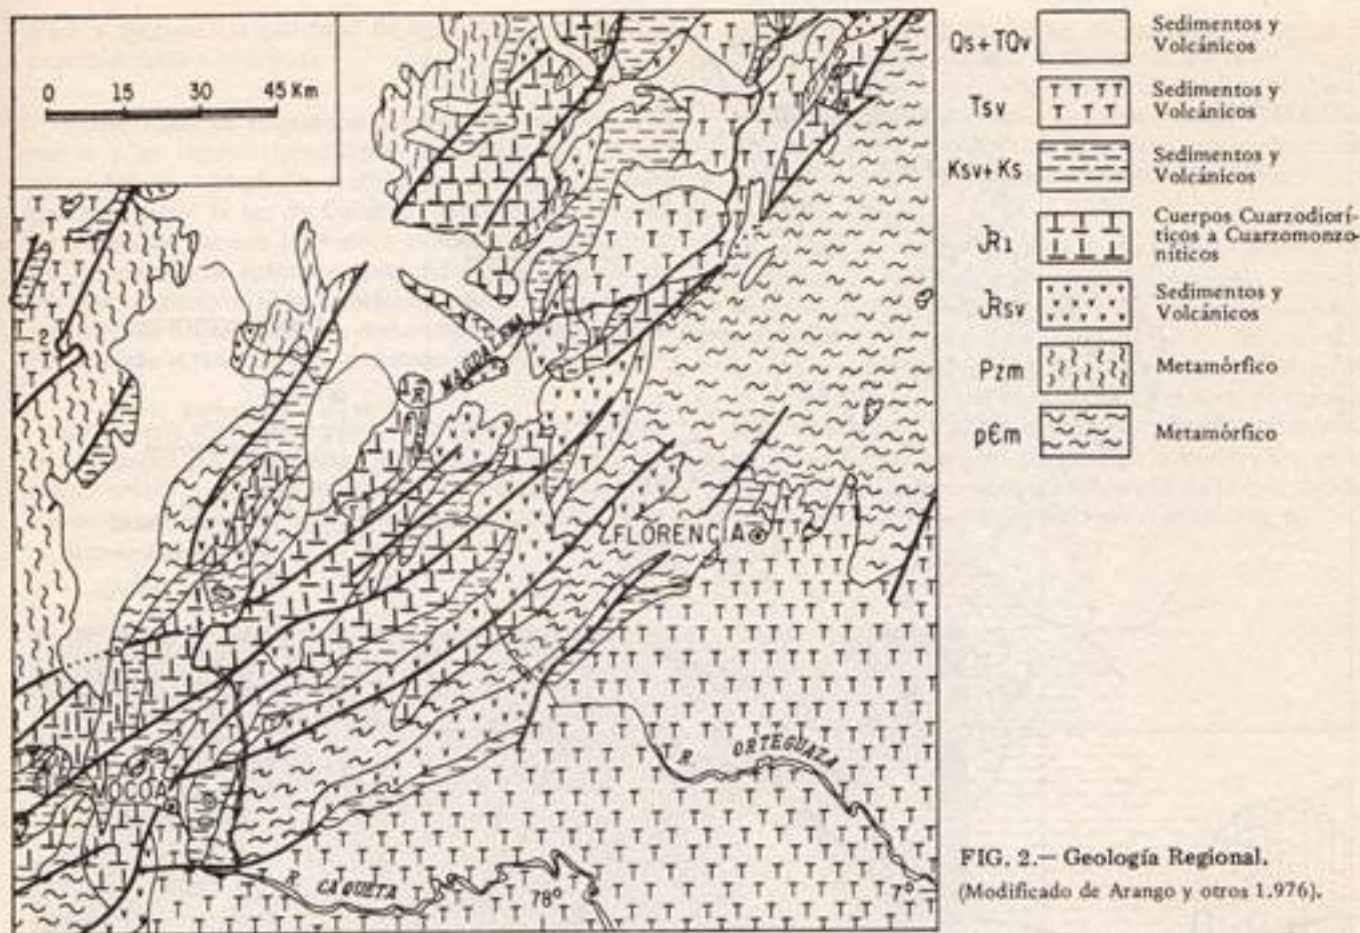 0 15 30 45 Km
R. MAGDALENA
FLORENCIA
MOCOA
R. ORTEGUAZA
R. CAQUETA
78°
7°
Qs+TQv
Sedimentos y
Volcánicos
Tsv
Sedimentos y
Volcánicos
Ksv+Ks
Sedimentos y
Volcánicos
Cuerpos Cuarzodiorí-
ticos a Cuarzomonzo-
níticos
Sedimentos y
Volcánicos
Pzm
Metamórfico
p€m
Metamórfico
FIG. 2.— Geología Regional.
(Modificado de Arango y otros 1.976).